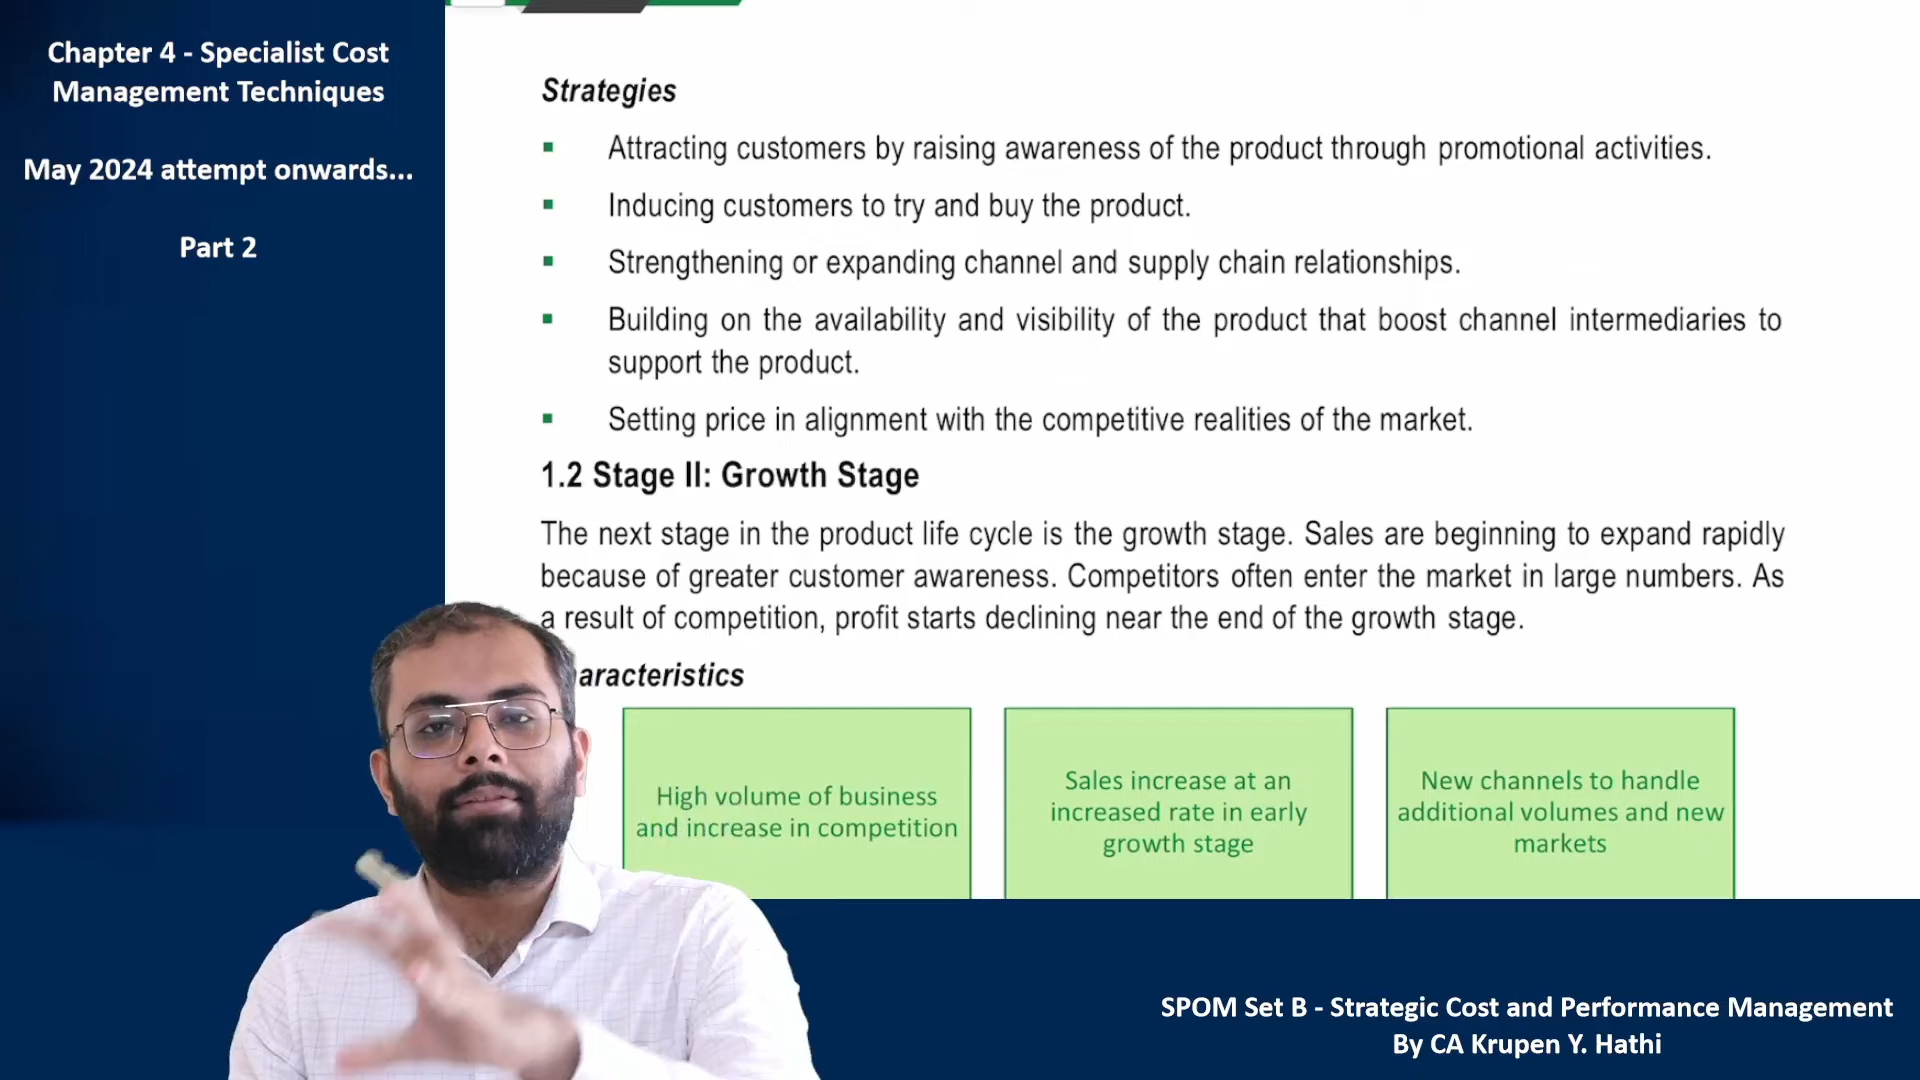 Chapter 4 - Specialist Cost
Management Techniques
May 2024 attempt onwards...
Part 2
Strategies
▪ Attracting customers by raising awareness of the product through promotional activities.
▪ Inducing customers to try and buy the product.
▪ Strengthening or expanding channel and supply chain relationships.
▪ Building on the availability and visibility of the product that boost channel intermediaries to
support the product.
▪ Setting price in alignment with the competitive realities of the market.
1.2 Stage II: Growth Stage
The next stage in the product life cycle is the growth stage. Sales are beginning to expand rapidly
because of greater customer awareness. Competitors often enter the market in large numbers. As
a result of competition, profit starts declining near the end of the growth stage.
aracteristics
High volume of business
and increase in competition
Sales increase at an
increased rate in early
growth stage
New channels to handle
additional volumes and new
markets
SPOM Set B - Strategic Cost and Performance Management
By CA Krupen Y. Hathi